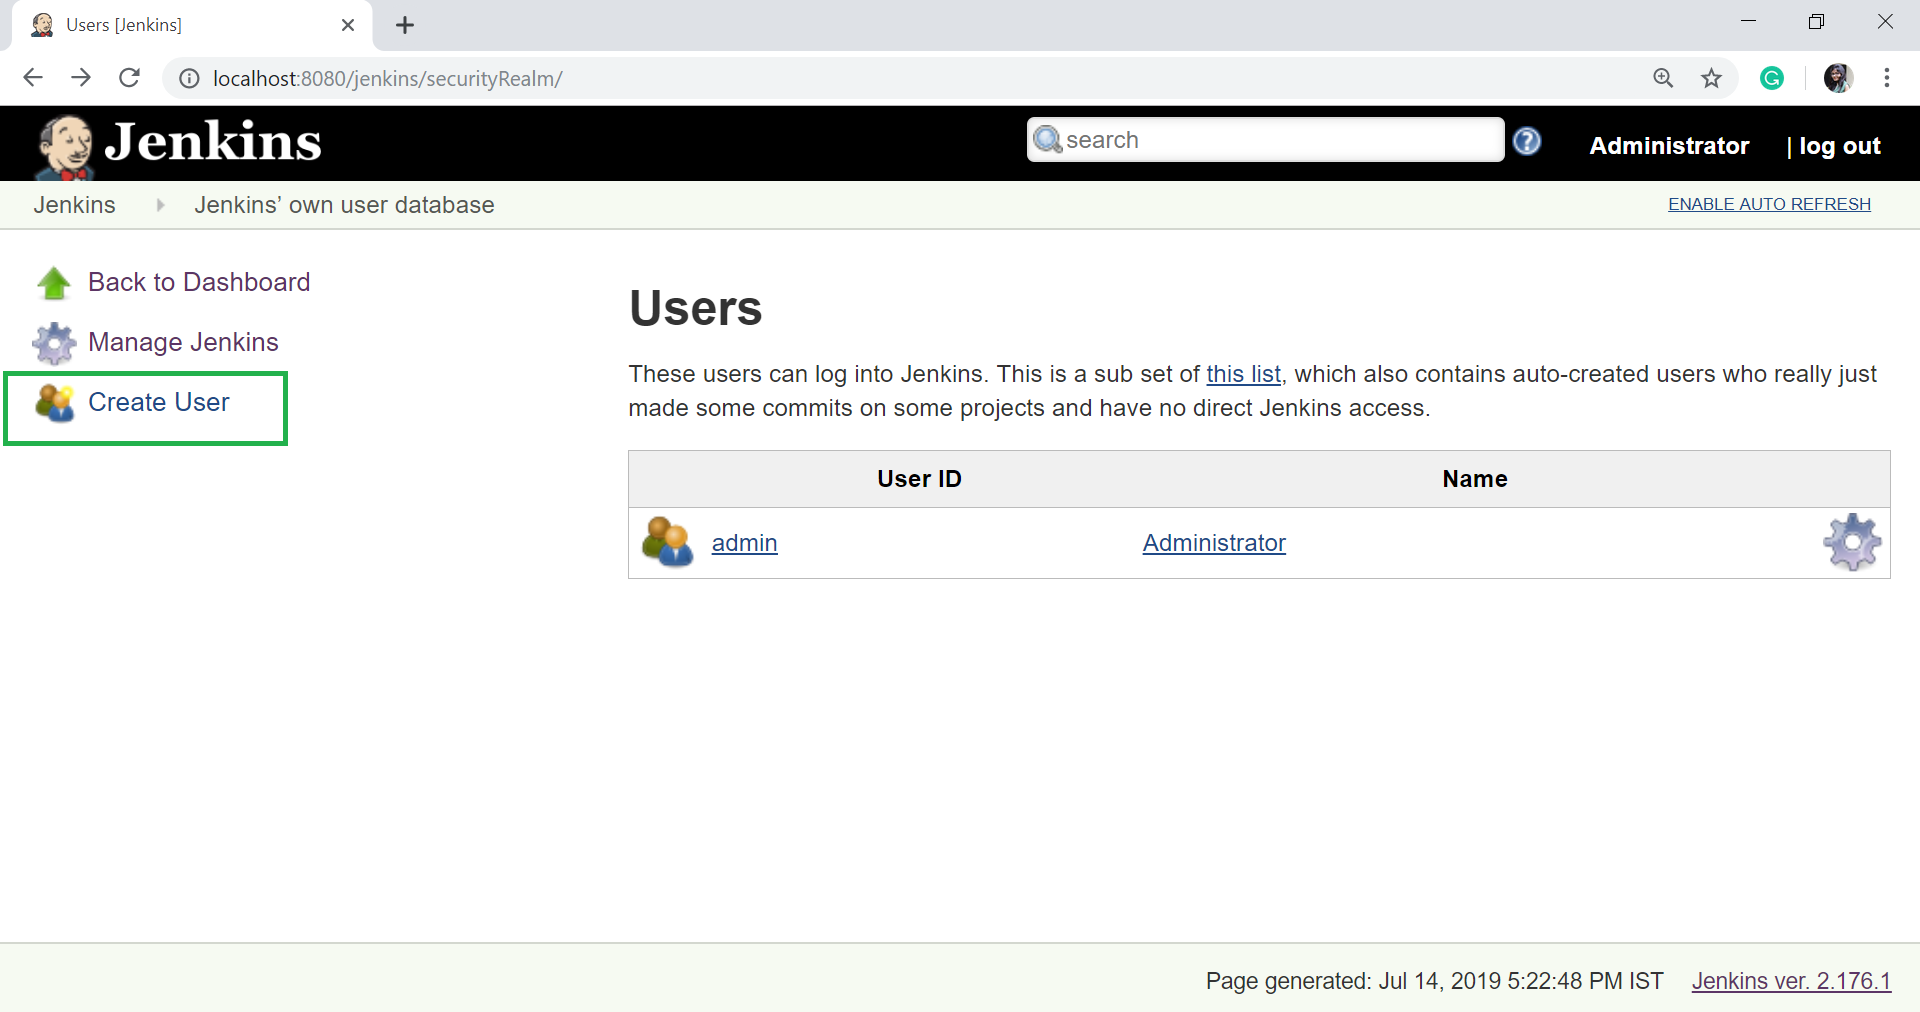 Users [Jenkins]
localhost:8080/jenkins/securityRealm/
Jenkins
search
Administrator
| log out
Jenkins
Jenkins’ own user database
ENABLE AUTO REFRESH
Back to Dashboard
Manage Jenkins
Create User
Users
These users can log into Jenkins. This is a sub set of this list, which also contains auto-created users who really just
made some commits on some projects and have no direct Jenkins access.
User ID Name
admin Administrator
Page generated: Jul 14, 2019 5:22:48 PM IST Jenkins ver. 2.176.1